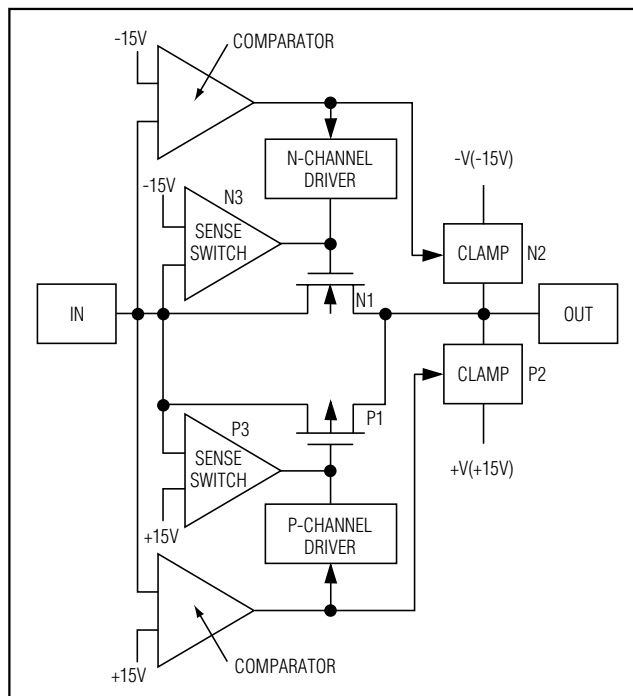 -15V
COMPARATOR
N-CHANNEL
DRIVER
-V(-15V)
-15V
N3
SENSE
SWITCH
CLAMP
N2
N1
IN
OUT
CLAMP
P2
P1
P3
SENSE
SWITCH
+V(+15V)
+15V
P-CHANNEL
DRIVER
+15V
COMPARATOR